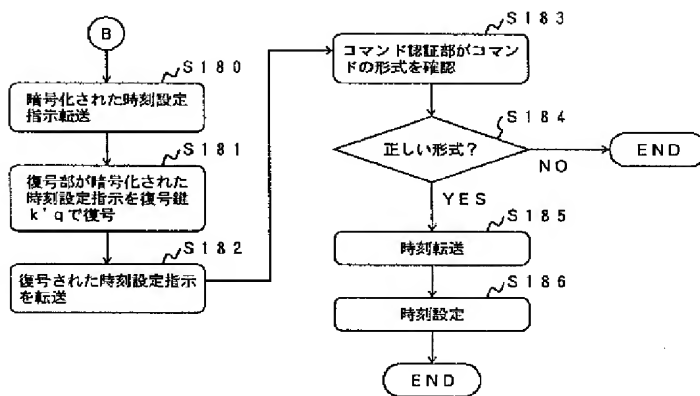 B
S180
暗号化された時刻設定
指示転送
S181
復号部が暗号化された
時刻設定指示を復号鍵
k'qで復号
S182
復号された時刻設定指示
を転送
S183
コマンド認証部がコマン
ドの形式を確認
S184
正しい形式？
NO
END
YES
S185
時刻転送
S186
時刻設定
END